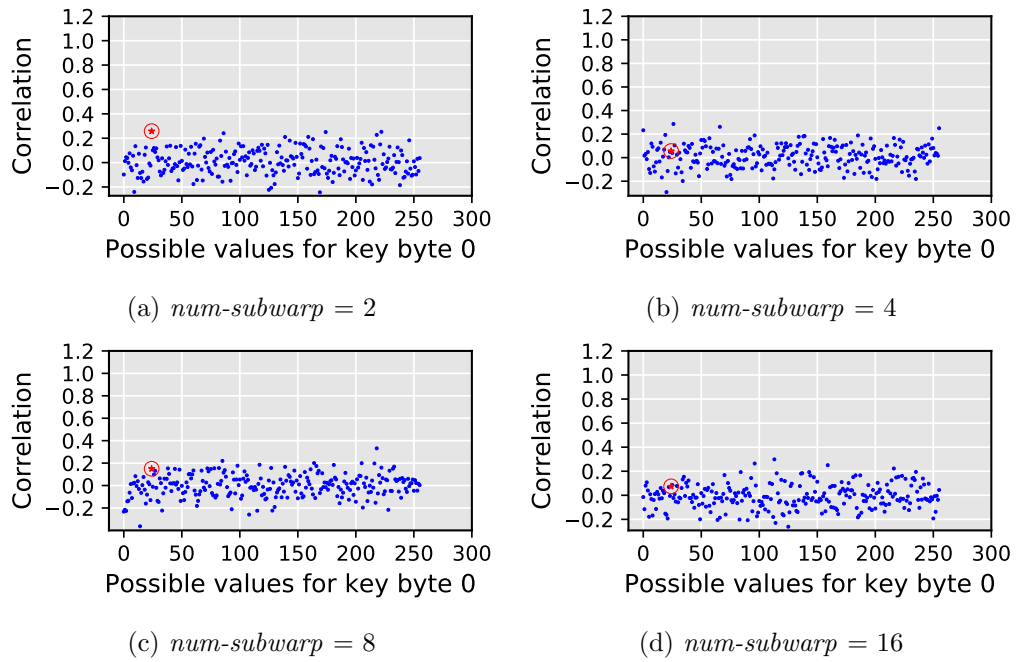 1.2
1.0
0.8
0.6
0.4
0.2
0.0
−0.2
Correlation
0 50 100 150 200 250 300
Possible values for key byte 0
(a) num-subwarp = 2
1.2
1.0
0.8
0.6
0.4
0.2
0.0
−0.2
Correlation
0 50 100 150 200 250 300
Possible values for key byte 0
(b) num-subwarp = 4
1.2
1.0
0.8
0.6
0.4
0.2
0.0
−0.2
Correlation
0 50 100 150 200 250 300
Possible values for key byte 0
(c) num-subwarp = 8
1.2
1.0
0.8
0.6
0.4
0.2
0.0
−0.2
Correlation
0 50 100 150 200 250 300
Possible values for key byte 0
(d) num-subwarp = 16